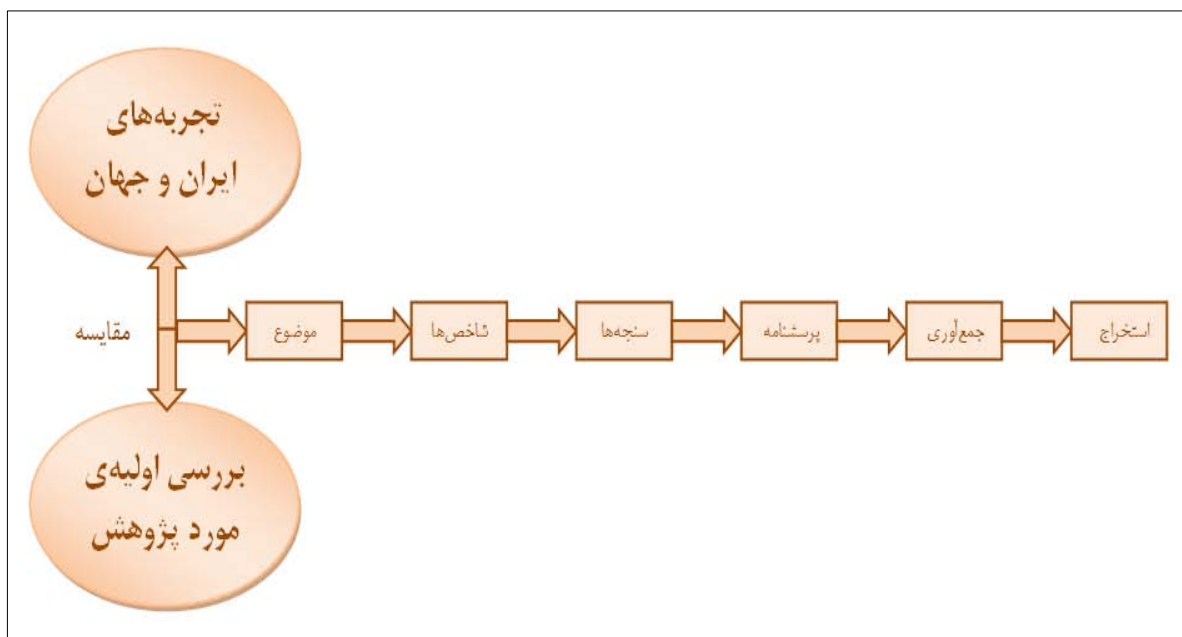 تجربه‌های
ایران و جهان
مقایسه
موضوع
شاخص‌ها
سنجه‌ها
پرسشنامه
جمع‌آوری
استخراج
بررسی اولیه‌ی
مورد پژوهش